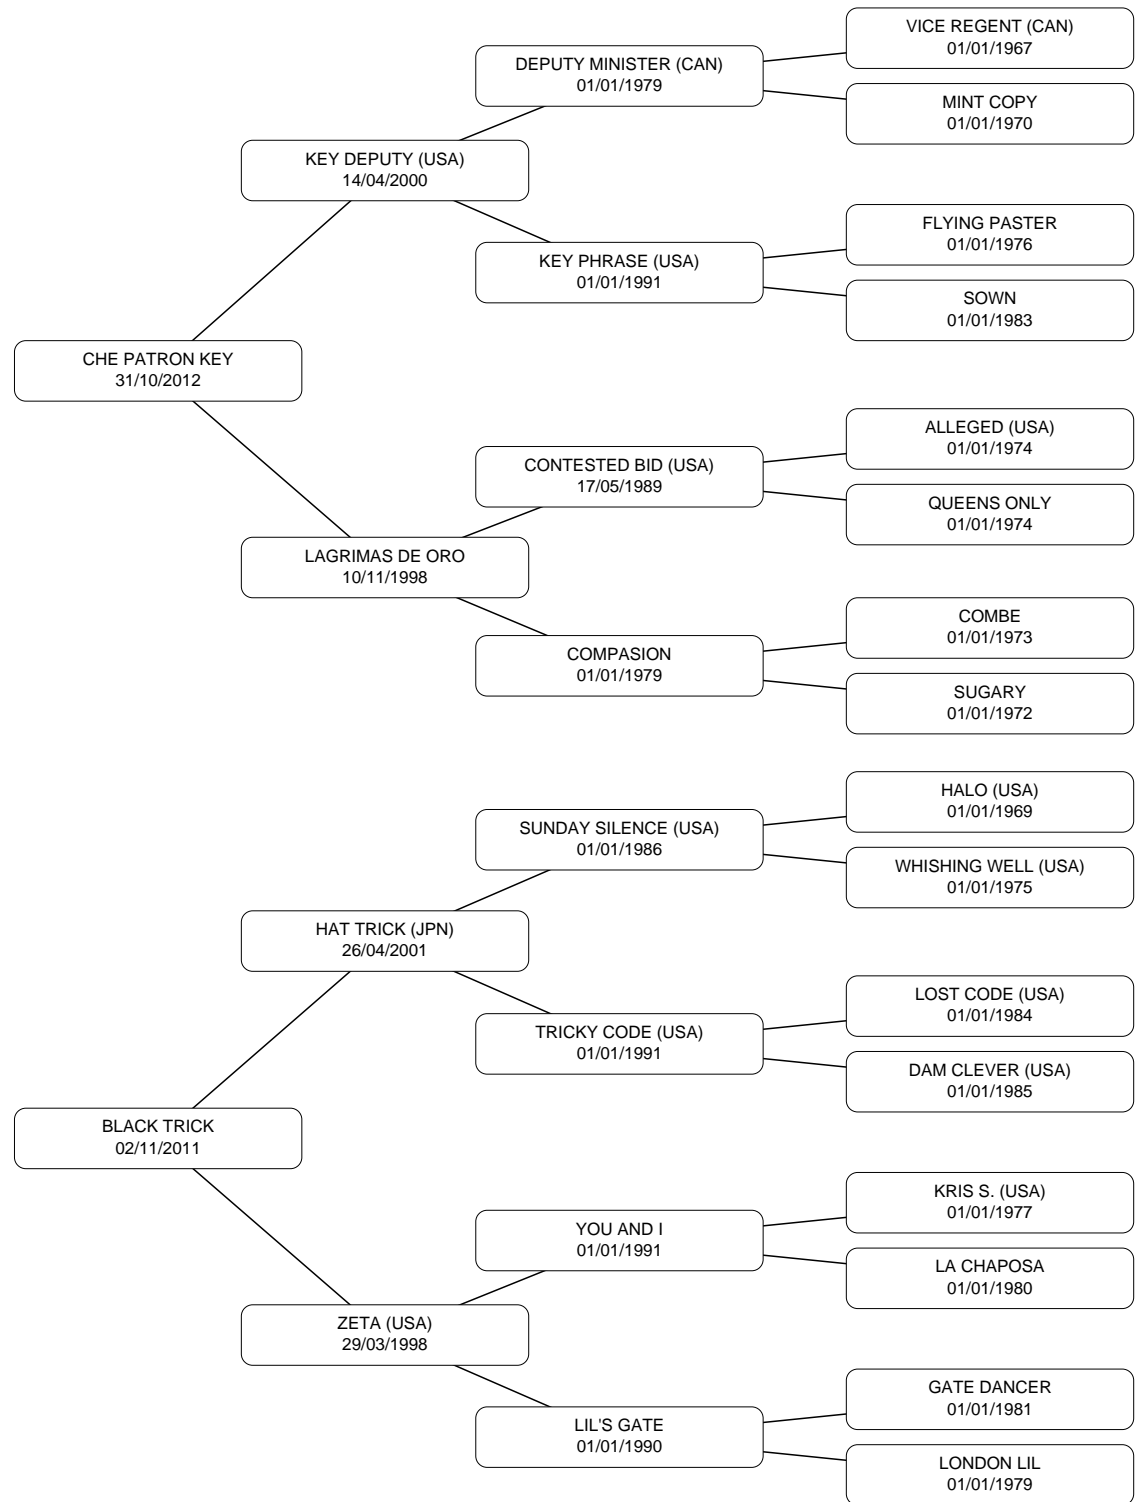 VICE REGENT (CAN)
01/01/1967
DEPUTY MINISTER (CAN)
01/01/1979
MINT COPY
01/01/1970
KEY DEPUTY (USA)
14/04/2000
FLYING PASTER
01/01/1976
KEY PHRASE (USA)
01/01/1991
SOWN
01/01/1983
CHE PATRON KEY
31/10/2012
ALLEGED (USA)
01/01/1974
CONTESTED BID (USA)
17/05/1989
QUEENS ONLY
01/01/1974
LAGRIMAS DE ORO
10/11/1998
COMBE
01/01/1973
COMPASION
01/01/1979
SUGARY
01/01/1972
HALO (USA)
01/01/1969
SUNDAY SILENCE (USA)
01/01/1986
WHISHING WELL (USA)
01/01/1975
HAT TRICK (JPN)
26/04/2001
LOST CODE (USA)
01/01/1984
TRICKY CODE (USA)
01/01/1991
DAM CLEVER (USA)
01/01/1985
BLACK TRICK
02/11/2011
KRIS S. (USA)
01/01/1977
YOU AND I
01/01/1991
LA CHAPOSA
01/01/1980
ZETA (USA)
29/03/1998
GATE DANCER
01/01/1981
LIL'S GATE
01/01/1990
LONDON LIL
01/01/1979